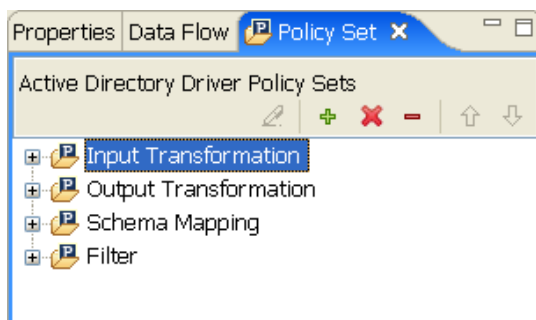 Properties Data Flow Policy Set
Active Directory Driver Policy Sets
Input Transformation
Output Transformation
Schema Mapping
Filter